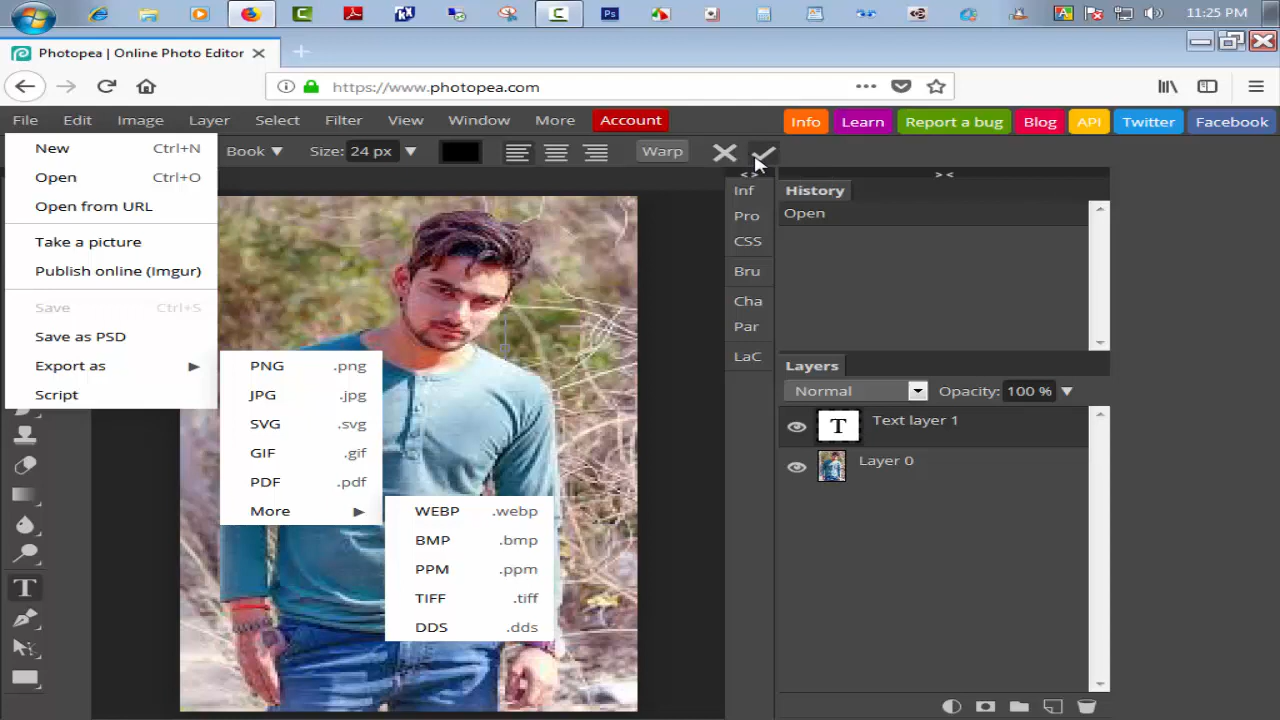 11:25 PM
Photopea | Online Photo Editor
https://www.photopea.com
File Edit Image Layer Select Filter View Window More Account Info Learn Report a bug Blog API Twitter Facebook
Book Size: 24 px Warp
New Ctrl+N
Open Ctrl+O
Open from URL
Take a picture
Publish online (Imgur)
Save Ctrl+S
Save as PSD
Export as
Script
PNG .png
JPG .jpg
SVG .svg
GIF .gif
PDF .pdf
More
WEBP .webp
BMP .bmp
PPM .ppm
TIFF .tiff
DDS .dds
Inf
Pro
CSS
Bru
Cha
Par
LaC
History
Open
Layers
Normal Opacity: 100 %
T Text layer 1
Layer 0